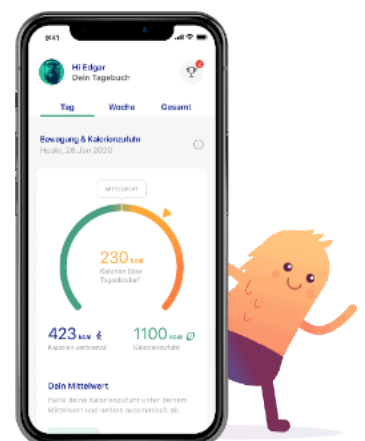 9:41
Hi Edgar
Dein Tagebuch
2
Tag Woche Gesamt
Bewegung & Kalorienzufuhr
Heute, 28 Jan 2020
MITTELWERT
230 kcal
Kalorien über
Tagesbedarf
423 kcal
1100 kcal
Kalorien verbrannt
Kalorienzufuhr
Dein Mittelwert
Halte deine Kalorienzufuhr unter deinem
Mittelwert und nehme automatisch ab.